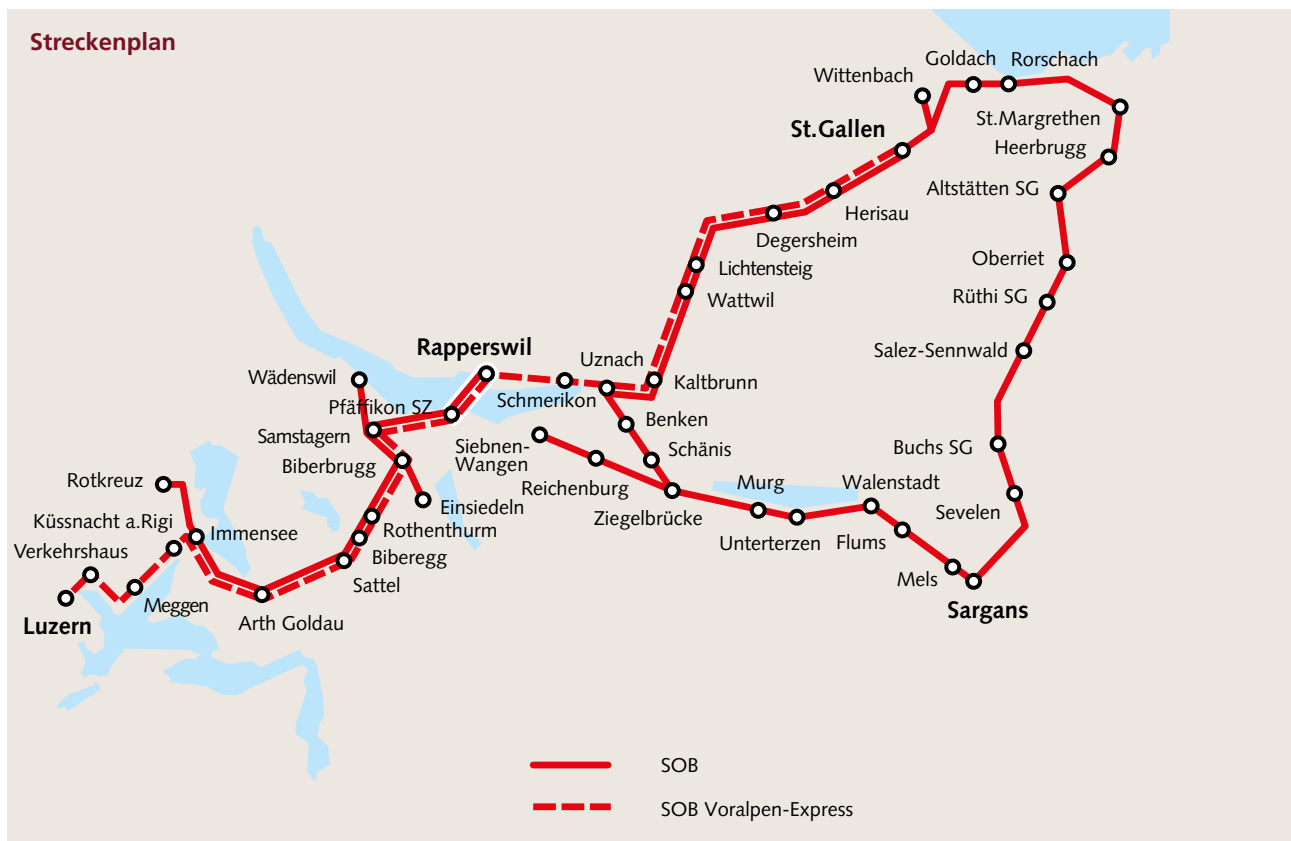 Streckenplan
Goldach
Rorschach
Wittenbach
St.Margrethen
St.Gallen
Heerbrugg
Altstätten SG
Herisau
Degersheim
Oberriet
Lichtensteig
Rüthi SG
Wattwil
Rapperswil
Salez-Sennwald
Uznach
Wädenswil
Kaltbrunn
Schmerikon
Pfäffikon SZ
Benken
Samstagern
Siebnen-
Wangen
Schänis
Buchs SG
Biberbrugg
Rotkreuz
Reichenburg
Murg
Walenstadt
Einsiedeln
Ziegelbrücke
Sevelen
Küssnacht a.Rigi
Immensee
Rothenthurm
Unterterzen
Flums
Verkehrshaus
Biberegg
Mels
Sattel
Meggen
Sargans
Luzern
Arth Goldau
SOB
SOB Voralpen-Express